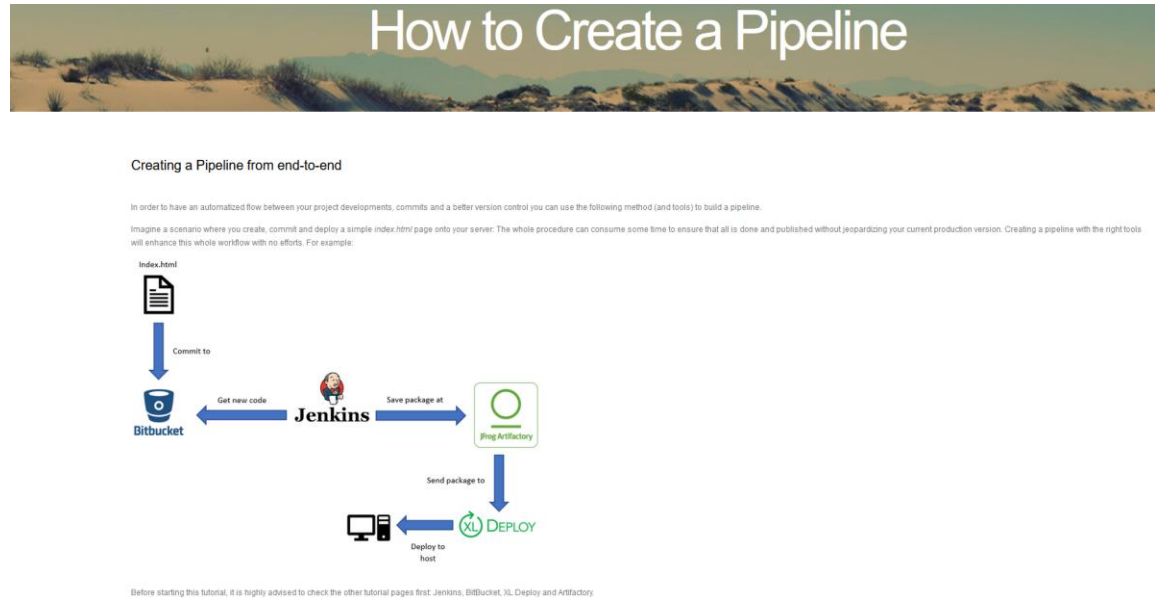 How to Create a Pipeline
Creating a Pipeline from end-to-end
In order to have an automatized flow between your project developments, commits and a better version control you can use the following method (and tools) to build a pipeline.
Imagine a scenario where you create, commit and deploy a simple index.html page onto your server. The whole procedure can consume some time to ensure that all is done and published without jeopardizing your current production version. Creating a pipeline with the right tools
will enhance this whole workflow with no efforts. For example:
Index.html
Commit to
Bitbucket
Get new code
Jenkins
Save package at
JFrog Artifactory
Send package to
XL DEPLOY
Deploy to
host
Before starting this tutorial, it is highly advised to check the other tutorial pages first: Jenkins, BitBucket, XL Deploy and Artifactory.